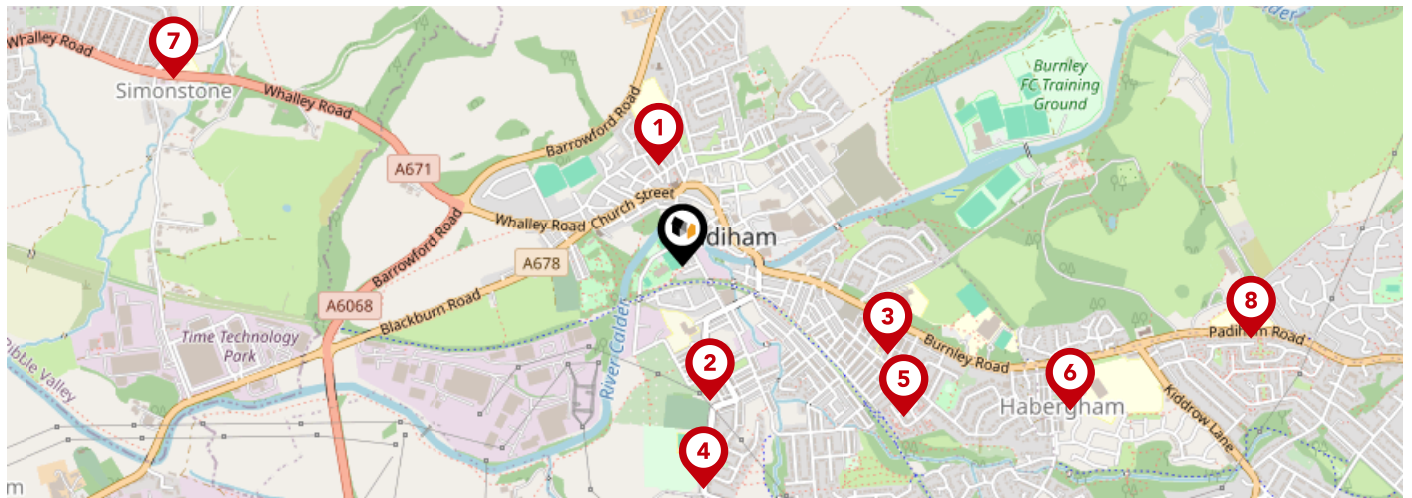 Whalley Road
7
Simonstone
Whalley Road
A671
Barrowford Road
1
Burnley
FC Training
Ground
Calder
Whalley Road
Church Street
diham
A678
Barrowford Road
A6068
Blackburn Road
Time Technology
Park
River Calder
Ribble Valley
2
3
4
5
Burnley Road
6
Habergham
8
Padiham Road
Kiddrow Lane
m